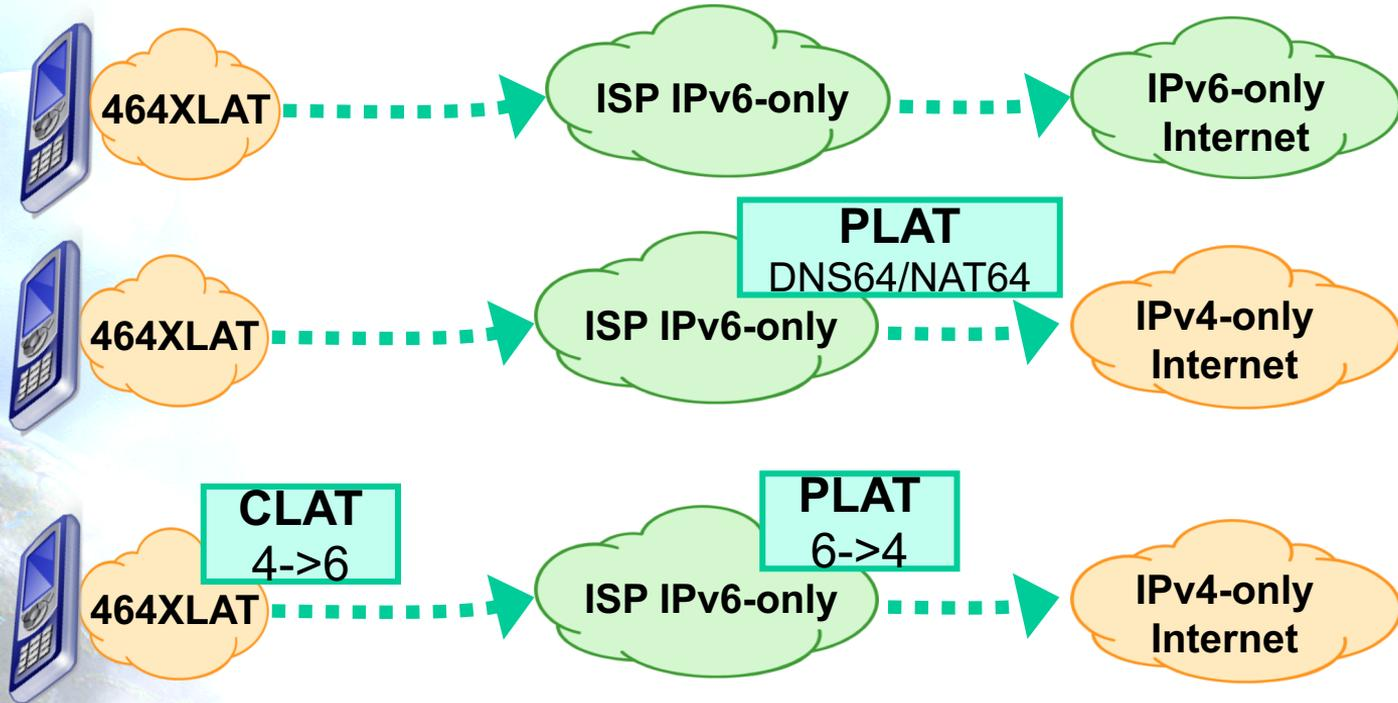 464XLAT
ISP IPv6-only
IPv6-only
Internet
PLAT
DNS64/NAT64
464XLAT
ISP IPv6-only
IPv4-only
Internet
CLAT
4->6
PLAT
6->4
464XLAT
ISP IPv6-only
IPv4-only
Internet